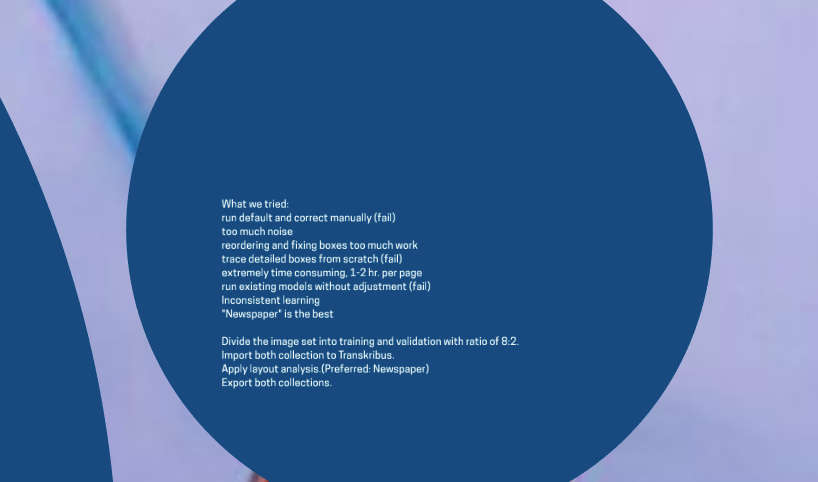 What we tried:
run default and correct manually (fail)
too much noise
reordering and fixing boxes too much work
trace detailed boxes from scratch (fail)
extremely time consuming, 1-2 hr. per page
run existing models without adjustment (fail)
Inconsistent learning
"Newspaper" is the best
Divide the image set into training and validation with ratio of 8:2.
Import both collection to Transkribus.
Apply layout analysis.(Preferred: Newspaper)
Export both collections.